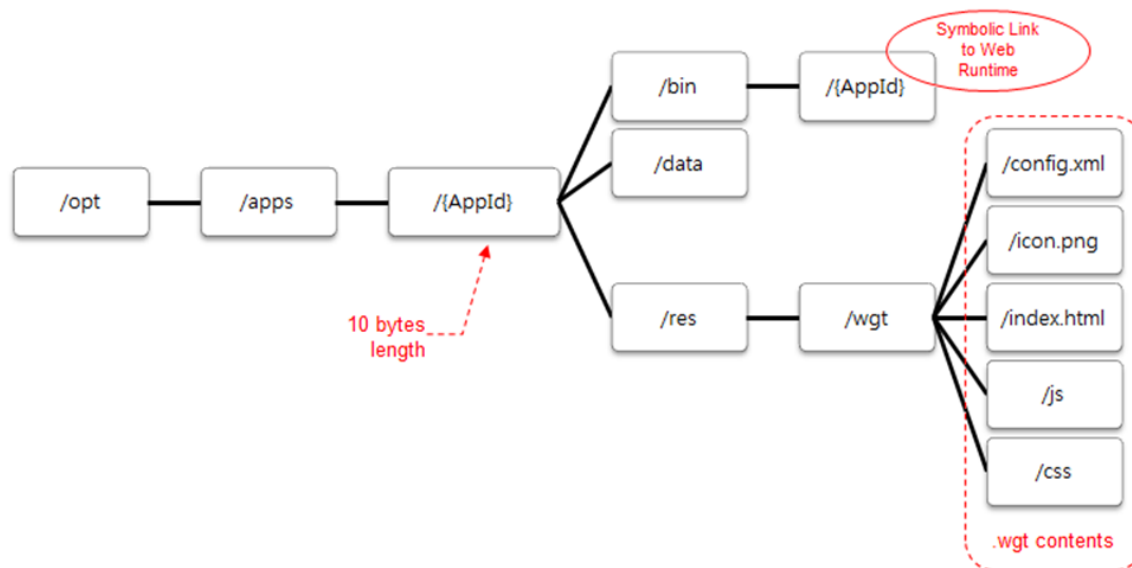 Symbolic Link
to Web
Runtime
/bin
/{AppId}
/data
/config.xml
/opt
/apps
/{AppId}
/icon.png
10 bytes
length
/res
/wgt
/index.html
/js
/css
.wgt contents